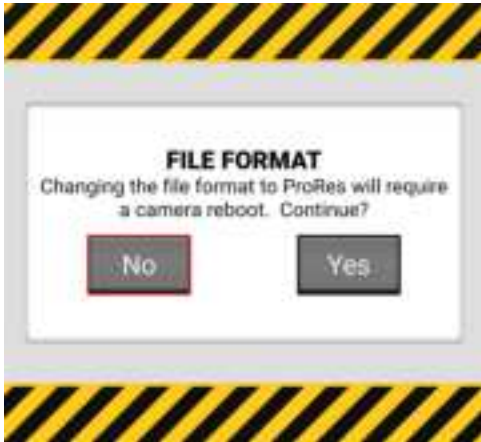 FILE FORMAT
Changing the file format to ProRes will require
a camera reboot.  Continue?
No
Yes